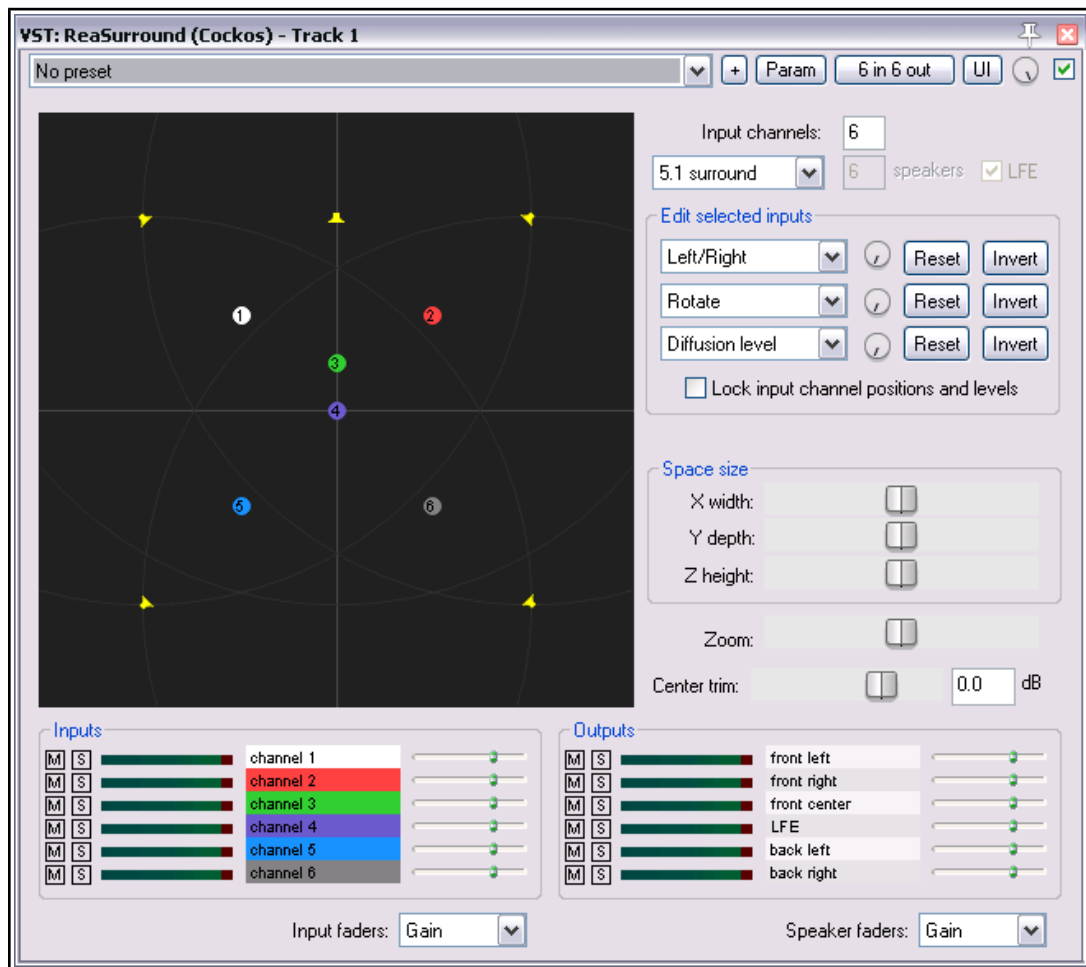 VST: ReaSurround (Cockos) - Track 1
No preset + Param 6 in 6 out UI
Input channels: 6
5.1 surround 6 speakers LFE
Edit selected inputs
Left/Right Reset Invert
Rotate Reset Invert
Diffusion level Reset Invert
Lock input channel positions and levels
1
2
3
4
5
6
Space size
X width:
Y depth:
Z height:
Zoom:
Center trim: 0.0 dB
Inputs
M S channel 1
M S channel 2
M S channel 3
M S channel 4
M S channel 5
M S channel 6
Input faders: Gain
Outputs
M S front left
M S front right
M S front center
M S LFE
M S back left
M S back right
Speaker faders: Gain